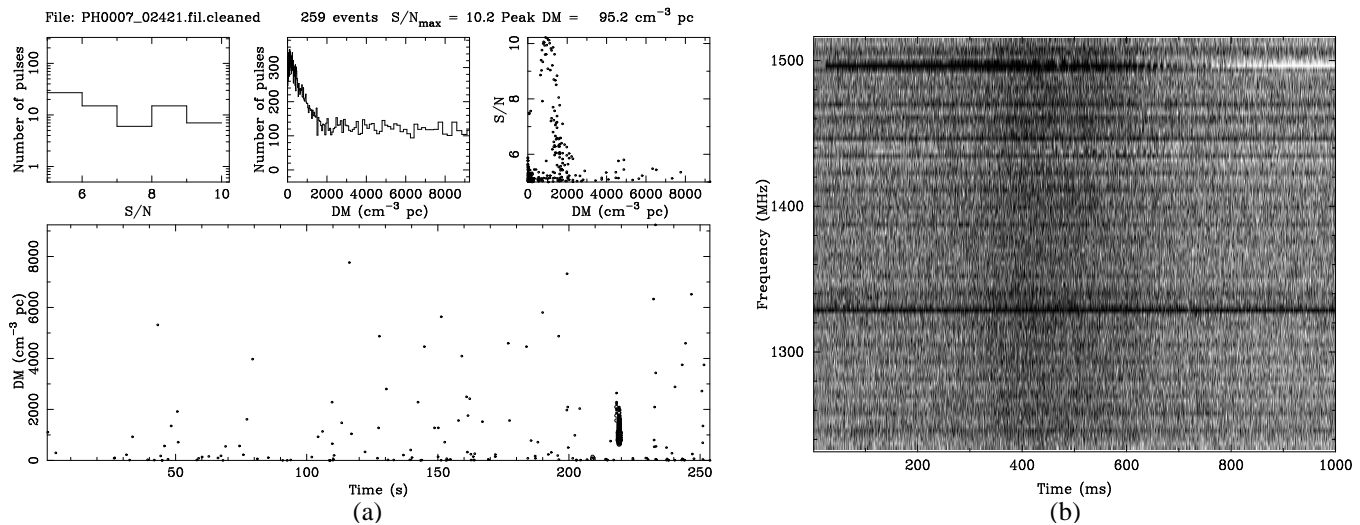 File: PH0007_02421.fil.cleaned 259 events S/N_max = 10.2 Peak DM = 95.2 cm⁻³ pc
Number of pulses
100
10
1
6 8 10
S/N
Number of pulses
300
200
100
0
0 2000 4000 6000 8000
DM (cm⁻³ pc)
S/N
10
8
6
0 2000 4000 6000 8000
DM (cm⁻³ pc)
DM (cm⁻³ pc)
8000
6000
4000
2000
0
50 100 150 200 250
Time (s)
(a)
Frequency (MHz)
1500
1400
1300
200 400 600 800 1000
Time (ms)
(b)